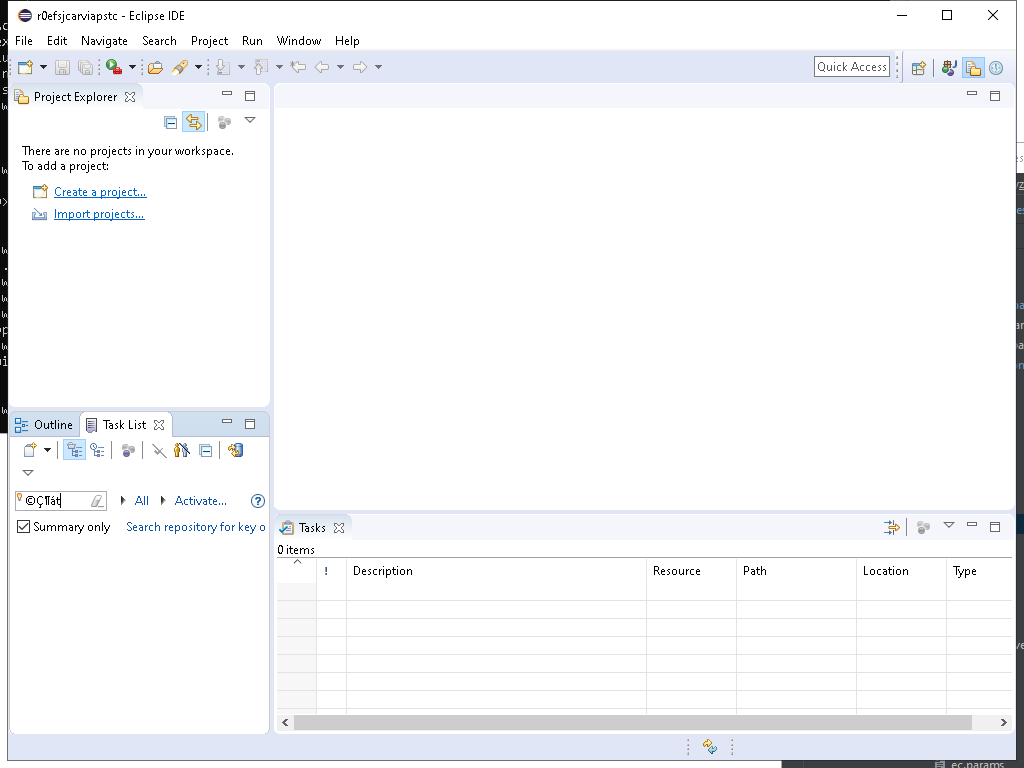 r0efsjcarviapstc - Eclipse IDE
File Edit Navigate Search Project Run Window Help
Quick Access
Project Explorer
There are no projects in your workspace.
To add a project:
Create a project...
Import projects...
Outline Task List
©Ç¶át All Activate... ?
Summary only Search repository for key o
Tasks
0 items
! Description Resource Path Location Type
ec.params